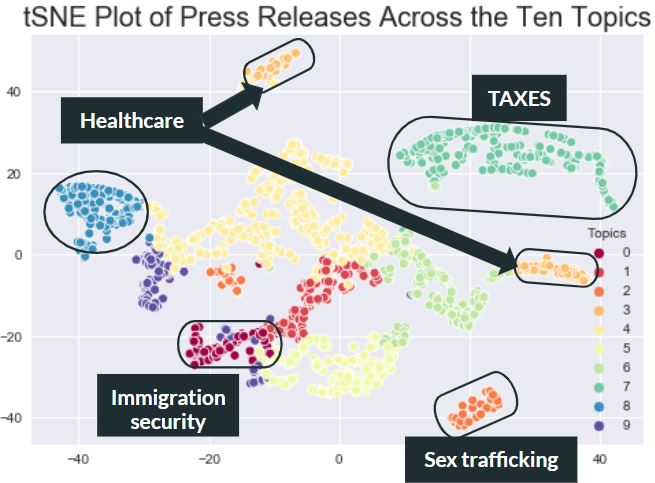 tSNE Plot of Press Releases Across the Ten Topics
40
20
0
−20
−40
−40
−20
0
40
Healthcare
TAXES
Immigration
security
Sex trafficking
Topics
0
1
2
3
4
5
6
7
8
9